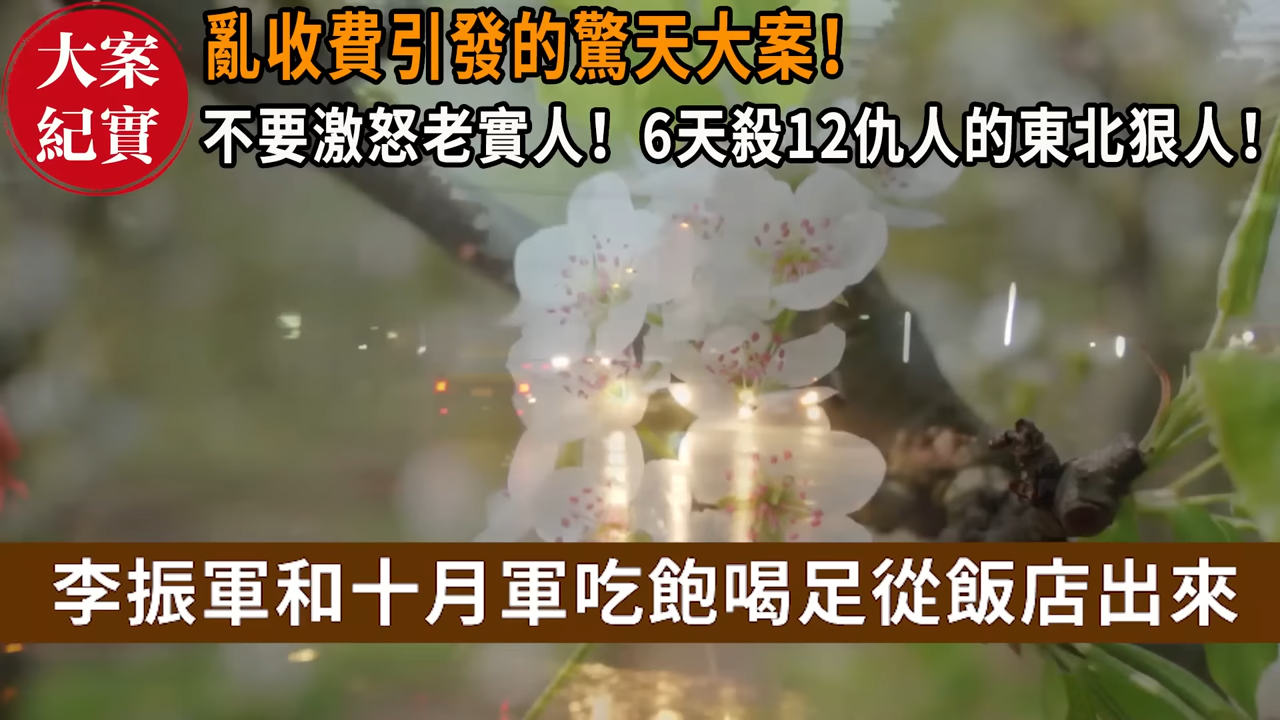 大案
紀實
亂收費引發的驚天大案！
不要激怒老實人！6天殺12仇人的東北狠人！
李振軍和十月軍吃飽喝足從飯店出來